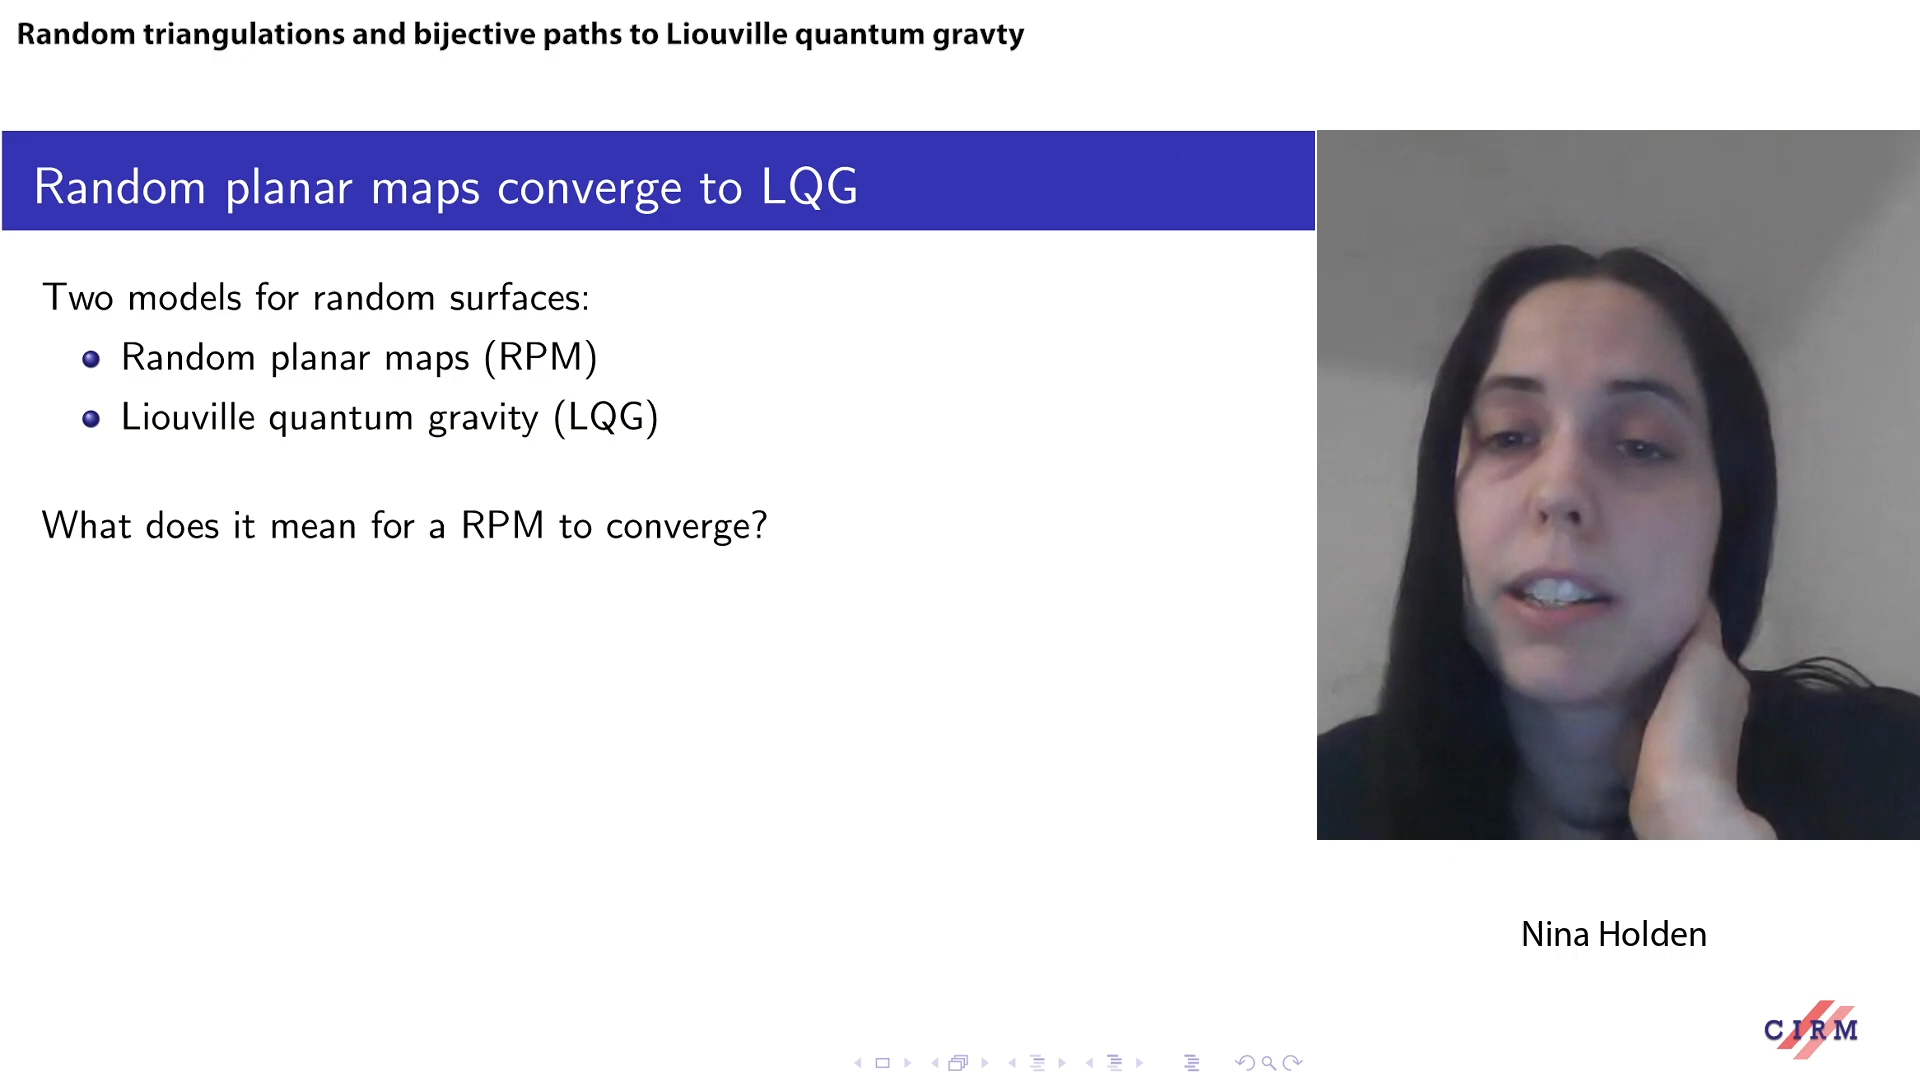 Random triangulations and bijective paths to Liouville quantum gravty
Random planar maps converge to LQG
Two models for random surfaces:
Random planar maps (RPM)
Liouville quantum gravity (LQG)
What does it mean for a RPM to converge?
Nina Holden
CIRM